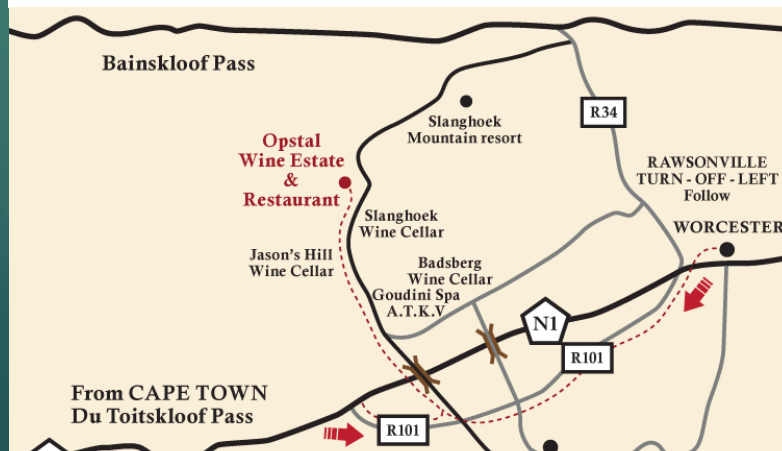 Bainskloof Pass
R34
Slanghoek
Mountain resort
Opstal
Wine Estate
&
Restaurant
RAWSONVILLE
TURN - OFF - LEFT
Follow
WORCESTER
Slanghoek
Wine Cellar
Jason's Hill
Wine Cellar
Badsberg
Wine Cellar
Goudini Spa
A.T.K.V
N1
R101
From CAPE TOWN
Du Toitskloof Pass
R101